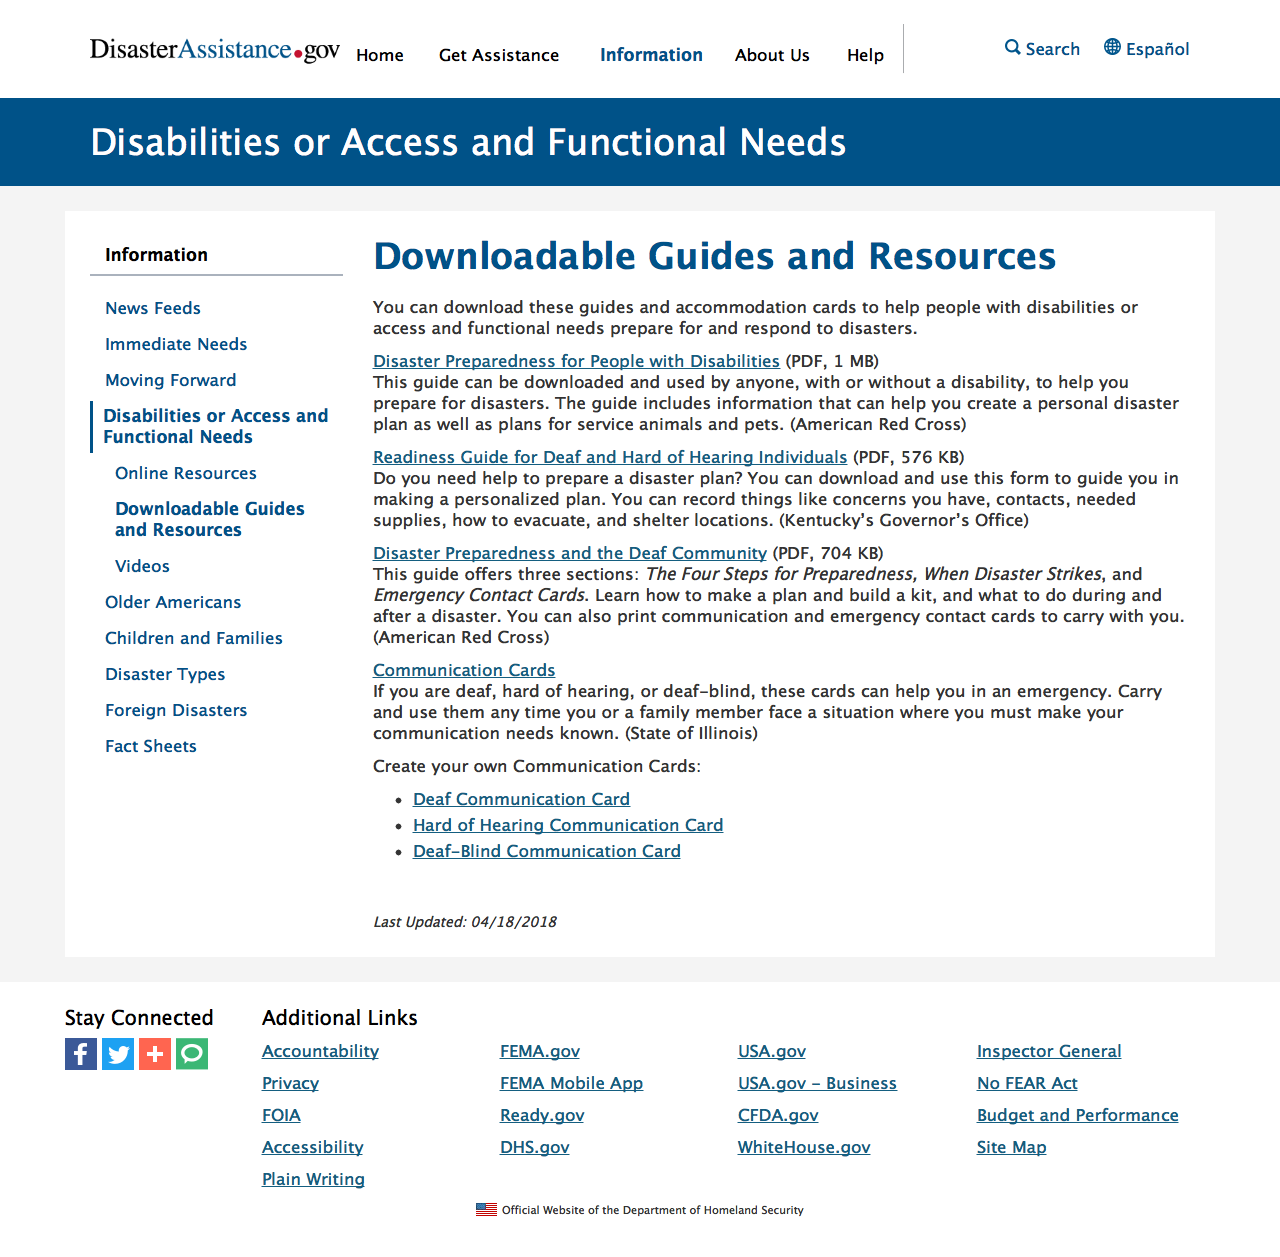 DisasterAssistance.gov
Home
Get Assistance
Information
About Us
Help
Search
Español
Disabilities or Access and Functional Needs
Information
News Feeds
Immediate Needs
Moving Forward
Disabilities or Access and
Functional Needs
Online Resources
Downloadable Guides
and Resources
Videos
Older Americans
Children and Families
Disaster Types
Foreign Disasters
Fact Sheets
Downloadable Guides and Resources
You can download these guides and accommodation cards to help people with disabilities or
access and functional needs prepare for and respond to disasters.
Disaster Preparedness for People with Disabilities (PDF, 1 MB)
This guide can be downloaded and used by anyone, with or without a disability, to help you
prepare for disasters. The guide includes information that can help you create a personal disaster
plan as well as plans for service animals and pets. (American Red Cross)
Readiness Guide for Deaf and Hard of Hearing Individuals (PDF, 576 KB)
Do you need help to prepare a disaster plan? You can download and use this form to guide you in
making a personalized plan. You can record things like concerns you have, contacts, needed
supplies, how to evacuate, and shelter locations. (Kentucky’s Governor’s Office)
Disaster Preparedness and the Deaf Community (PDF, 704 KB)
This guide offers three sections: The Four Steps for Preparedness, When Disaster Strikes, and
Emergency Contact Cards. Learn how to make a plan and build a kit, and what to do during and
after a disaster. You can also print communication and emergency contact cards to carry with you.
(American Red Cross)
Communication Cards
If you are deaf, hard of hearing, or deaf-blind, these cards can help you in an emergency. Carry
and use them any time you or a family member face a situation where you must make your
communication needs known. (State of Illinois)
Create your own Communication Cards:
• Deaf Communication Card
• Hard of Hearing Communication Card
• Deaf-Blind Communication Card
Last Updated: 04/18/2018
Stay Connected
Additional Links
Accountability
Privacy
FOIA
Accessibility
Plain Writing
FEMA.gov
FEMA Mobile App
Ready.gov
DHS.gov
USA.gov
USA.gov - Business
CFDA.gov
WhiteHouse.gov
Inspector General
No FEAR Act
Budget and Performance
Site Map
Official Website of the Department of Homeland Security